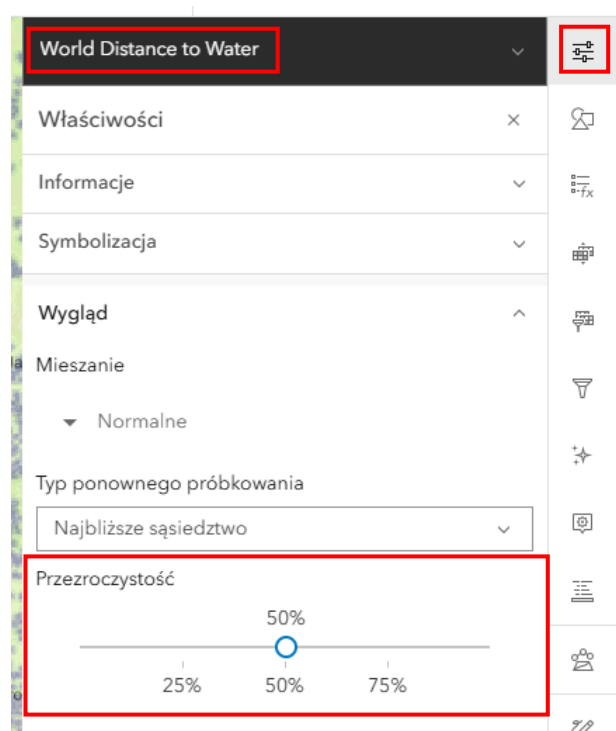 World Distance to Water
Właściwości
Informacje
Symbolizacja
Wygląd
Mieszanie
Normalne
Typ ponownego próbkowania
Najbliższe sąsiedztwo
Przezroczystość
50%
25% 50% 75%